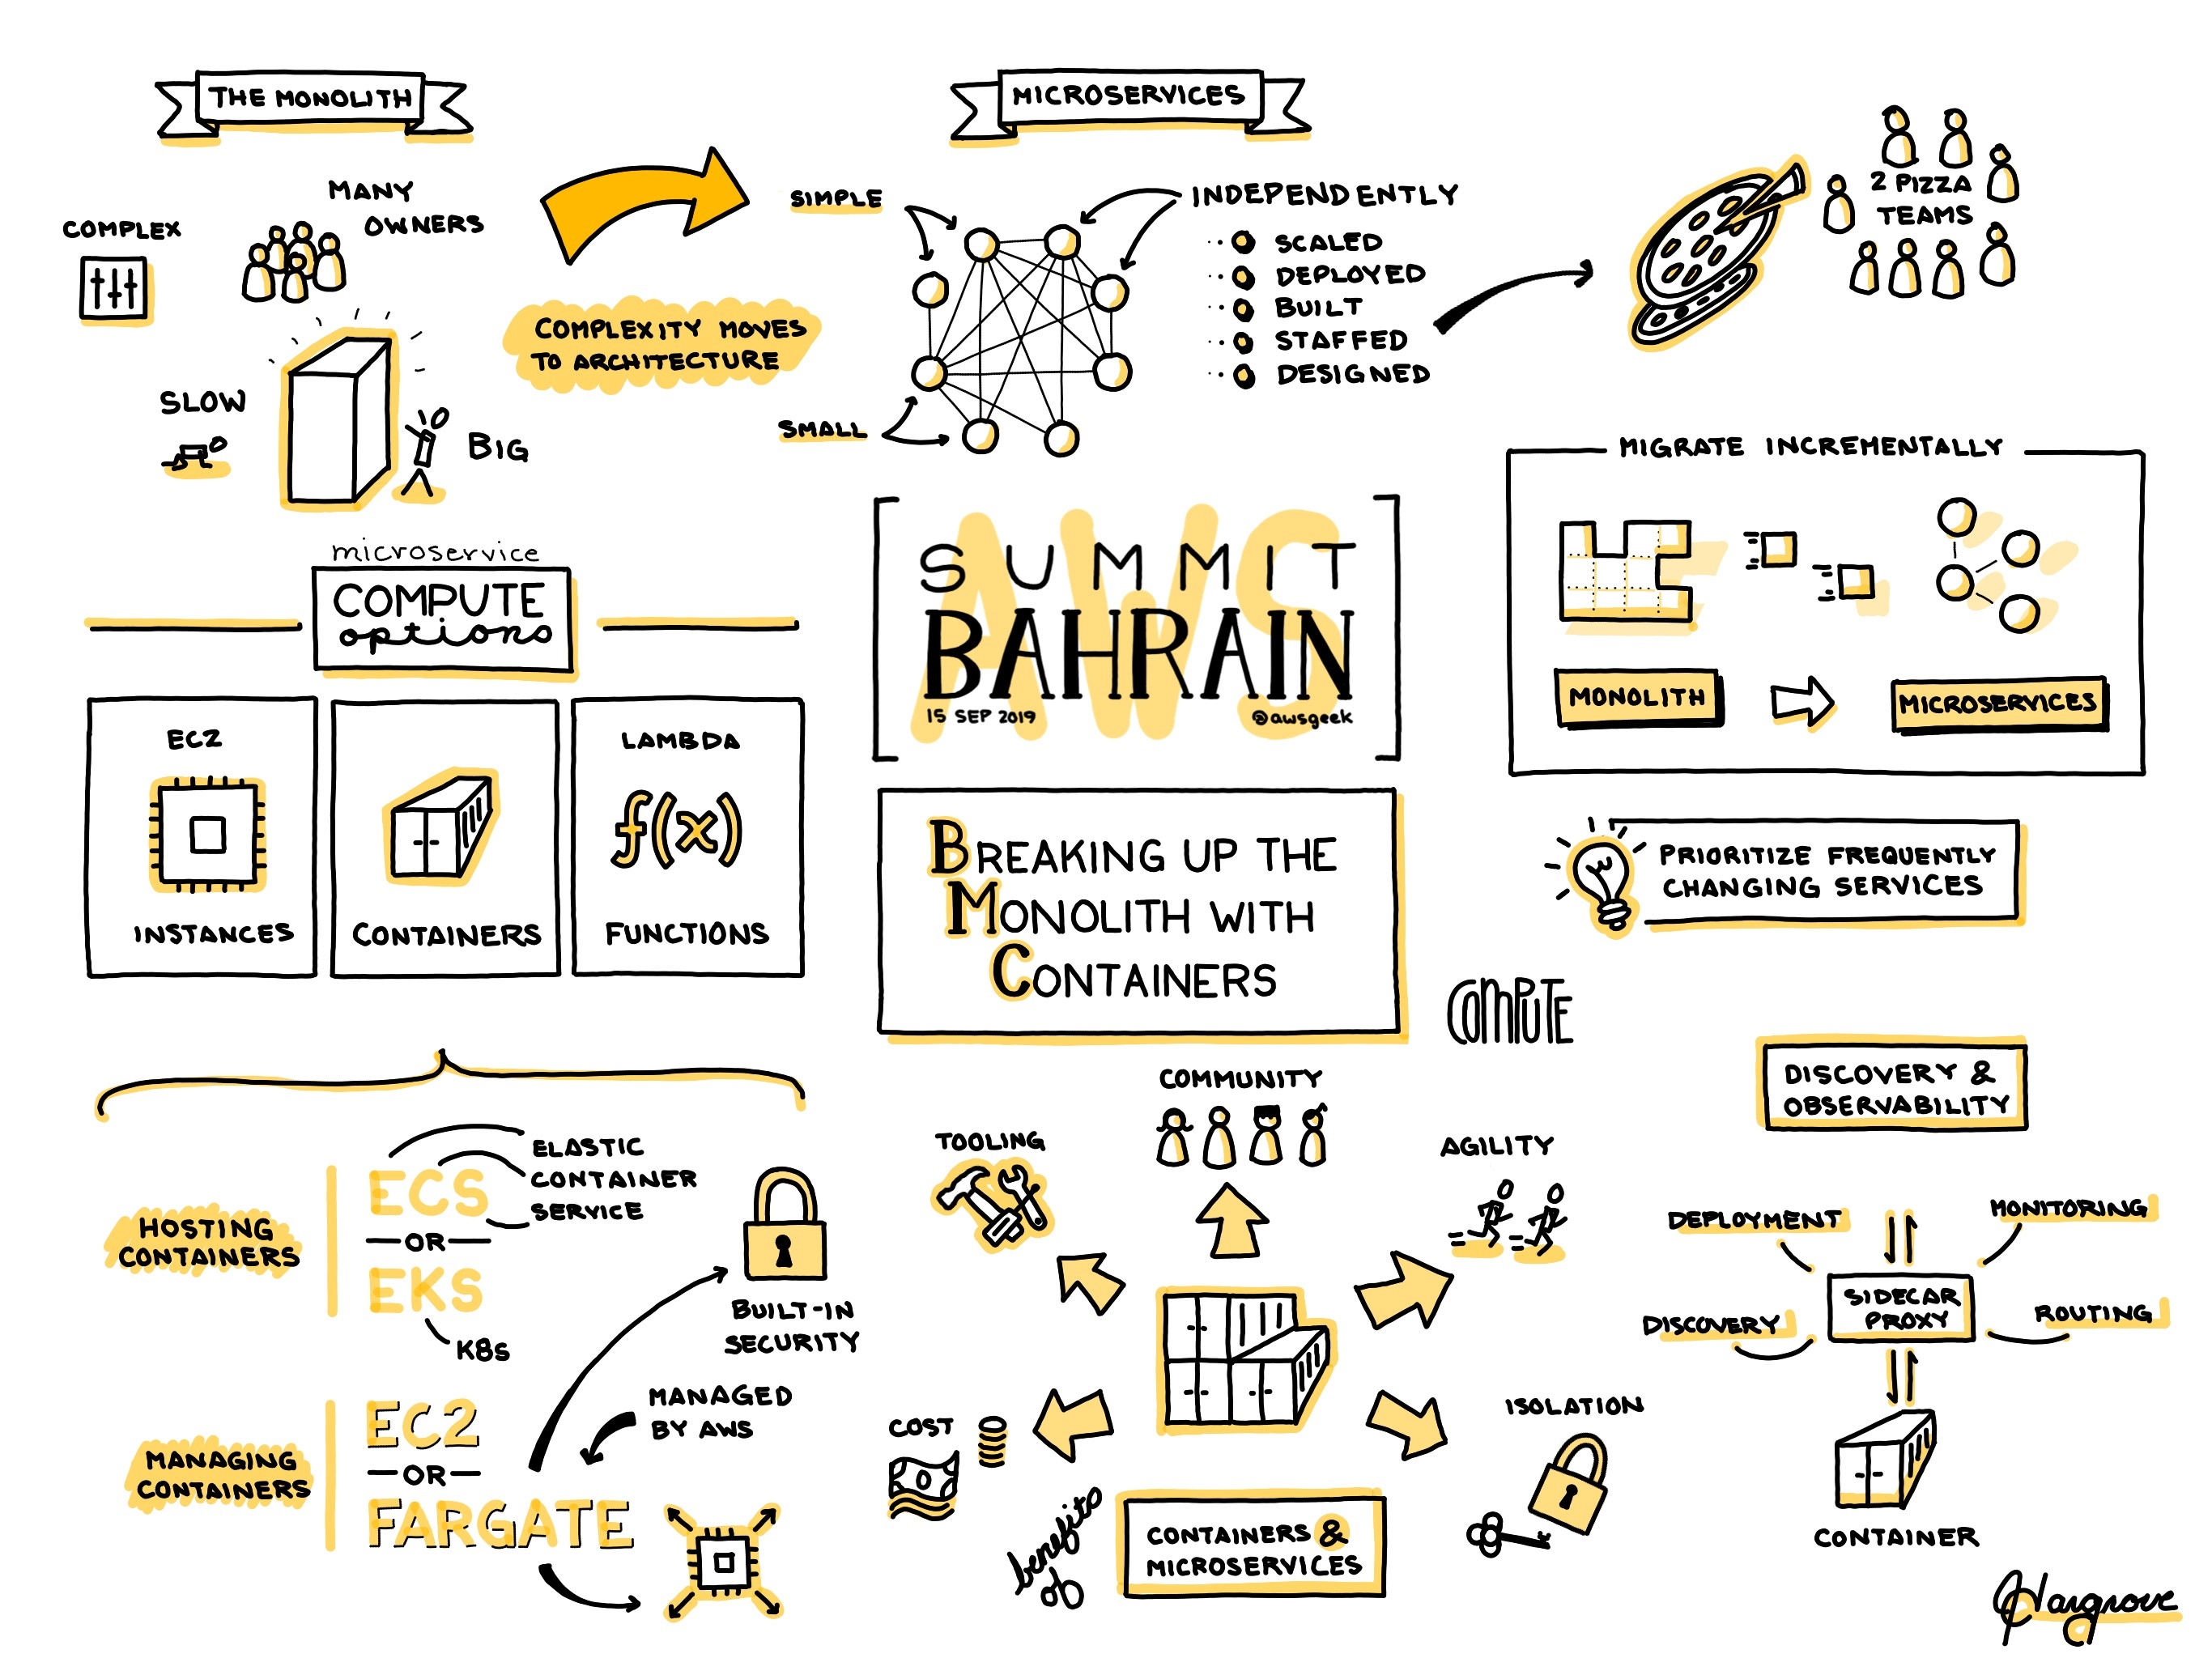 THE MONOLITH
COMPLEX
MANY
OWNERS
SLOW
BIG
COMPLEXITY MOVES
TO ARCHITECTURE
MICROSERVICES
SIMPLE
SMALL
INDEPENDENTLY
SCALED
DEPLOYED
BUILT
STAFFED
DESIGNED
2 PIZZA
TEAMS
MIGRATE INCREMENTALLY
MONOLITH
MICROSERVICES
PRIORITIZE FREQUENTLY
CHANGING SERVICES
AWS
SUMMIT
BAHRAIN
15 SEP 2019
@awsgeek
BREAKING UP THE
MONOLITH WITH
CONTAINERS
COMPUTE
microservice
COMPUTE
options
EC2
INSTANCES
CONTAINERS
LAMBDA
f(x)
FUNCTIONS
HOSTING
CONTAINERS
ECS
OR
EKS
ELASTIC
CONTAINER
SERVICE
K8s
BUILT-IN
SECURITY
MANAGING
CONTAINERS
EC2
OR
FARGATE
MANAGED
BY AWS
COMMUNITY
TOOLING
AGILITY
COST
ISOLATION
benefits
of
CONTAINERS &
MICROSERVICES
DISCOVERY &
OBSERVABILITY
DEPLOYMENT
MONITORING
DISCOVERY
SIDECAR
PROXY
ROUTING
CONTAINER
Hargrove